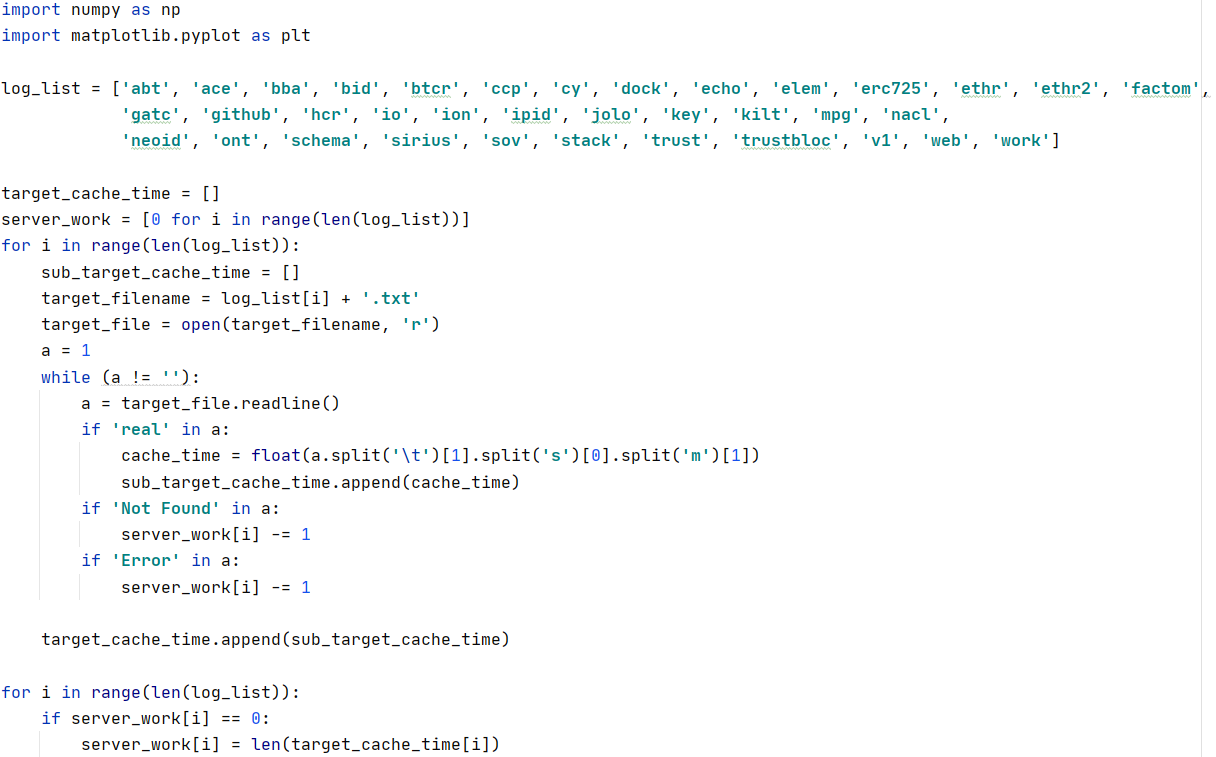 import numpy as np
import matplotlib.pyplot as plt

log_list = ['abt', 'ace', 'bba', 'bid', 'btcr', 'ccp', 'cy', 'dock', 'echo', 'elem', 'erc725', 'ethr', 'ethr2', 'factom',
            'gatc', 'github', 'hcr', 'io', 'ion', 'ipid', 'jolo', 'key', 'kilt', 'mpg', 'nacl',
            'neoid', 'ont', 'schema', 'sirius', 'sov', 'stack', 'trust', 'trustbloc', 'v1', 'web', 'work']

target_cache_time = []
server_work = [0 for i in range(len(log_list))]
for i in range(len(log_list)):
    sub_target_cache_time = []
    target_filename = log_list[i] + '.txt'
    target_file = open(target_filename, 'r')
    a = 1
    while (a != ''):
        a = target_file.readline()
        if 'real' in a:
            cache_time = float(a.split('\t')[1].split('s')[0].split('m')[1])
            sub_target_cache_time.append(cache_time)
        if 'Not Found' in a:
            server_work[i] -= 1
        if 'Error' in a:
            server_work[i] -= 1

    target_cache_time.append(sub_target_cache_time)

for i in range(len(log_list)):
    if server_work[i] == 0:
        server_work[i] = len(target_cache_time[i])